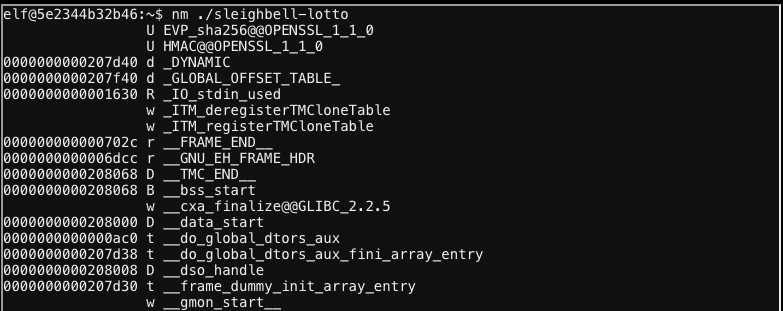 elf@5e2344b32b46:~$ nm ./sleighbell-lotto
                 U EVP_sha256@@OPENSSL_1_1_0
                 U HMAC@@OPENSSL_1_1_0
0000000000207d40 d _DYNAMIC
0000000000207f40 d _GLOBAL_OFFSET_TABLE_
0000000000001630 R _IO_stdin_used
                 w _ITM_deregisterTMCloneTable
                 w _ITM_registerTMCloneTable
000000000000702c r __FRAME_END__
0000000000006dcc r __GNU_EH_FRAME_HDR
0000000000208068 D __TMC_END__
0000000000208068 B __bss_start
                 w __cxa_finalize@@GLIBC_2.2.5
0000000000208000 D __data_start
0000000000000ac0 t __do_global_dtors_aux
0000000000207d38 t __do_global_dtors_aux_fini_array_entry
0000000000208008 D __dso_handle
0000000000207d30 t __frame_dummy_init_array_entry
                 w __gmon_start__